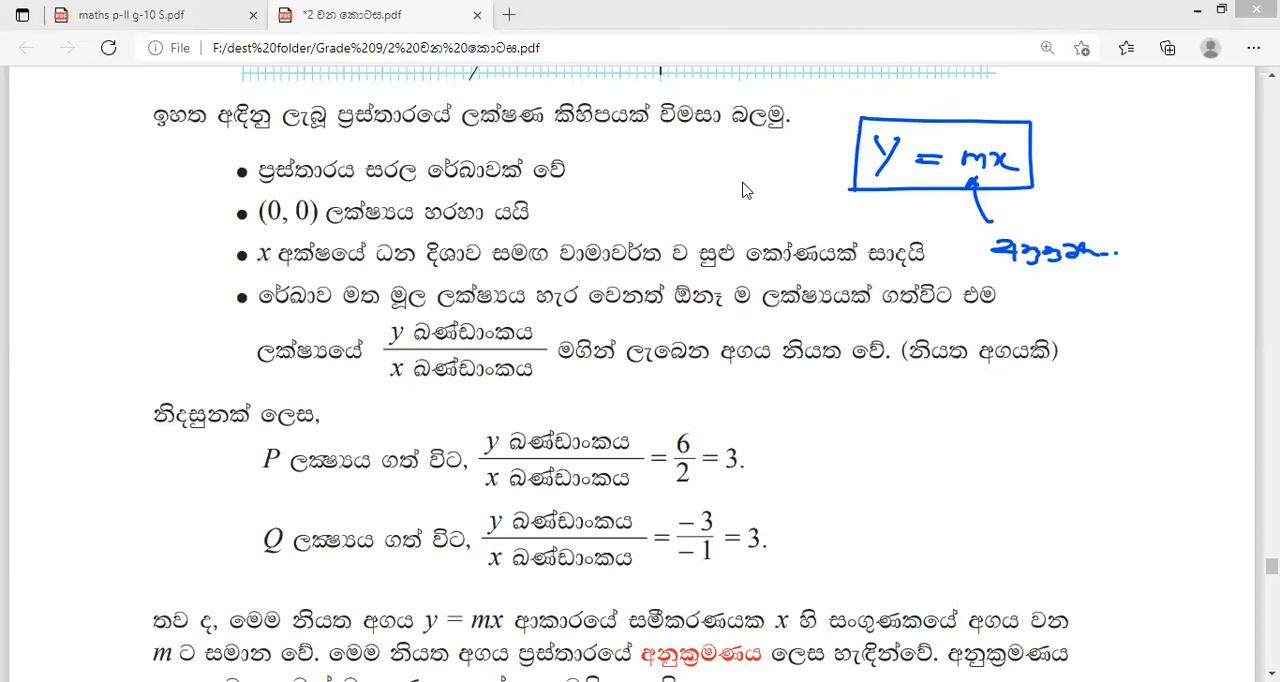 maths p-II g-10 S.pdf
*2 වන කොටස.pdf
File F:/dest%20folder/Grade%209/2%20වන%20කොටස.pdf
ඉහත අඳිනු ලැබූ ප්‍රස්තාරයේ ලක්ෂණ කිහිපයක් විමසා බලමු.
y = mx
• ප්‍රස්තාරය සරල රේඛාවක් වේ
• (0, 0) ලක්ෂ්‍යය හරහා යයි
• x අක්ෂයේ ධන දිශාව සමඟ වාමාවර්ත ව සුළු කෝණයක් සාදයි
• රේඛාව මත මූල ලක්ෂ්‍යය හැර වෙනත් ඕනෑ ම ලක්ෂ්‍යයක් ගත්විට එම
ලක්ෂ්‍යයේ y ඛණ්ඩාංකය / x ඛණ්ඩාංකය මගින් ලැබෙන අගය නියත වේ. (නියත අගයකි)
නිදසුනක් ලෙස,
P ලක්‍ෂ්‍යය ගත් විට, y ඛණ්ඩාංකය / x ඛණ්ඩාංකය = 6/2 = 3.
Q ලක්‍ෂ්‍යය ගත් විට, y ඛණ්ඩාංකය / x ඛණ්ඩාංකය = -3/-1 = 3.
තව ද, මෙම නියත අගය y = mx ආකාරයේ සමීකරණයක x හි සංගුණකයේ අගය වන
m ට සමාන වේ. මෙම නියත අගය ප්‍රස්තාරයේ අනුක්‍රමණය ලෙස හැඳින්වේ. අනුක්‍රමණය